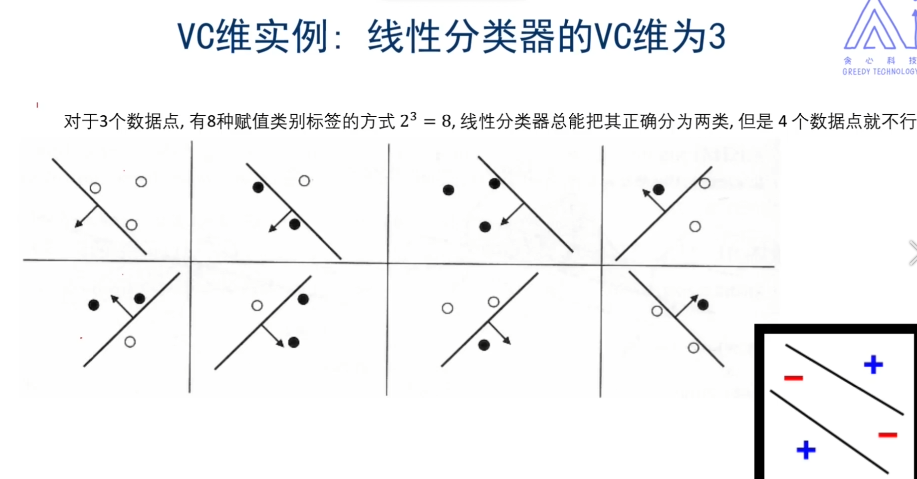 VC维实例：线性分类器的VC维为3
贪心科技
GREEDY TECHNOLOGY
对于3个数据点, 有8种赋值类别标签的方式 2³ = 8, 线性分类器总能把其正确分为两类, 但是 4 个数据点就不行
− +
+ −